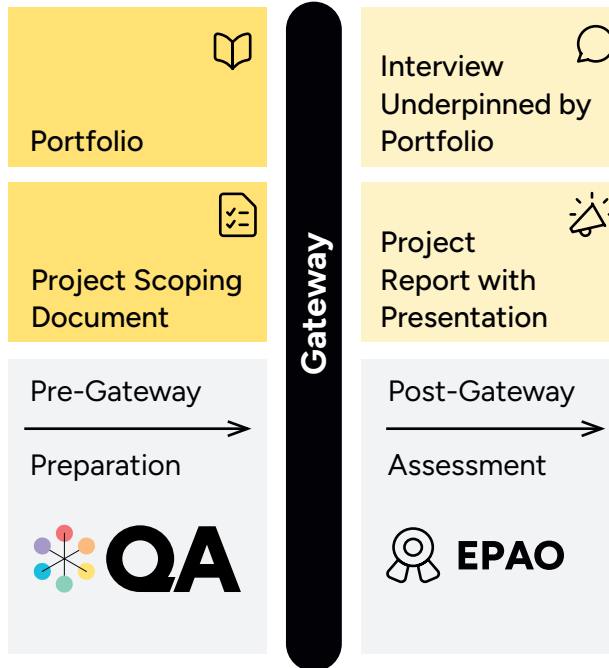 Portfolio
Project Scoping
Document
Pre-Gateway
Preparation
QA
Gateway
Interview
Underpinned by
Portfolio
Project
Report with
Presentation
Post-Gateway
Assessment
EPAO